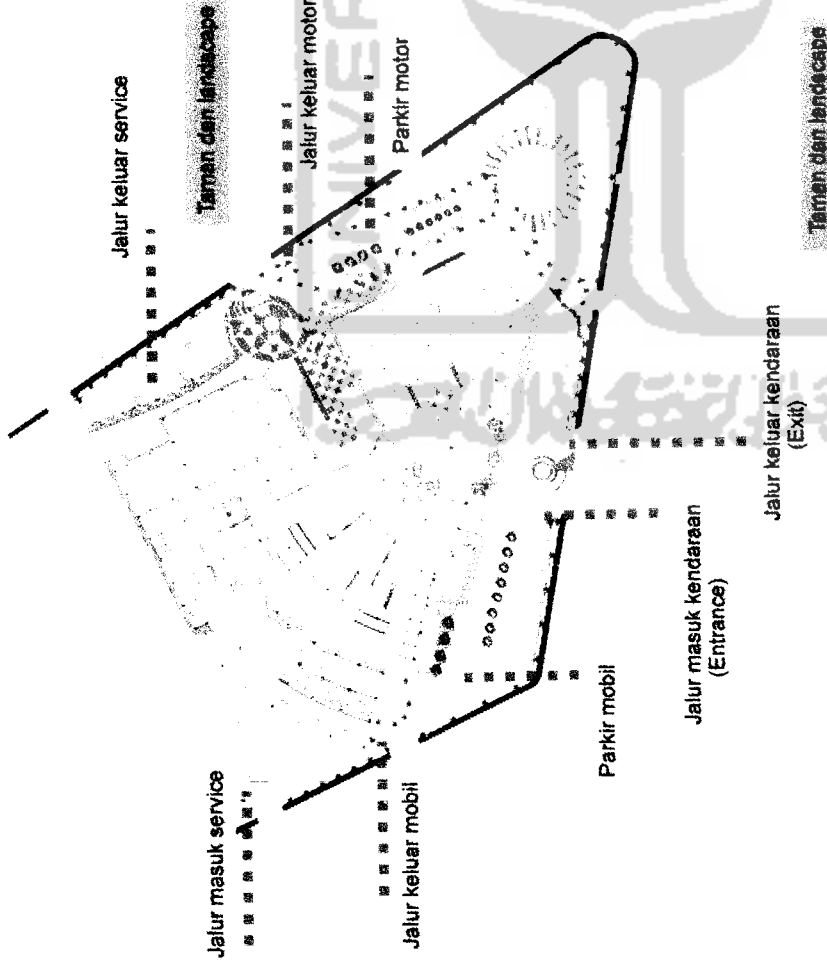 Jalur keluar service
Taman dan landscape
Jalur masuk service
Jalur keluar motor
UNIVER
Parkir motor
Jalur keluar mobil
Parkir mobil
Jalur masuk kendaraan
(Entrance)
Jalur keluar kendaraan
(Exit)
Taman dan landscape